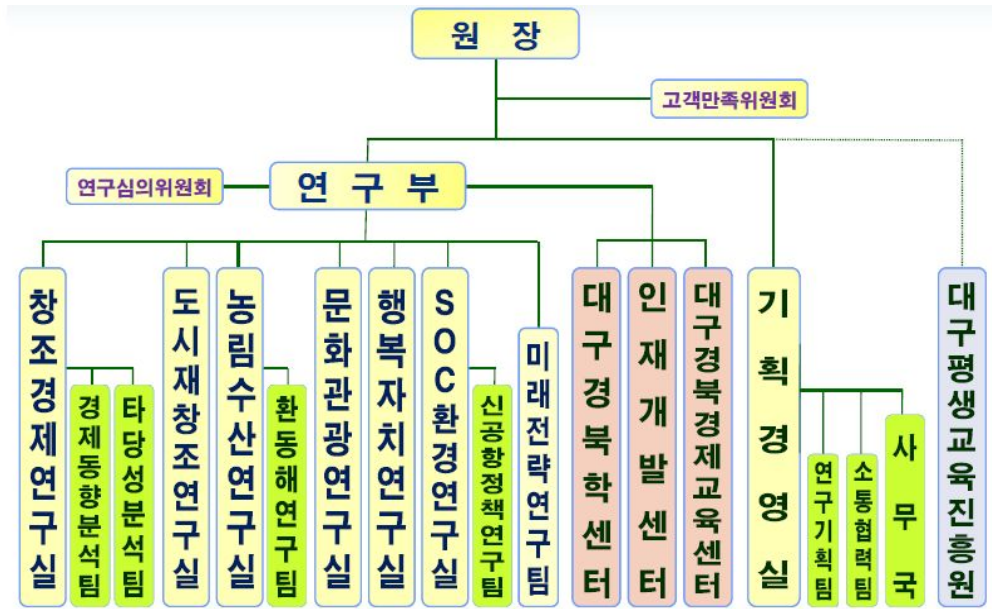 원 장
고객만족위원회
연구심의위원회
연 구 부
창조경제연구실
경제동향분석팀
타당성분석팀
도시재창조연구실
농림수산연구실
환동해연구팀
문화관광연구실
행복자치연구실
SOC환경연구실
신공항정책연구팀
미래전략연구팀
대구경북학센터
인재개발센터
대구경북경제교육센터
기획경영실
연구기획팀
소통협력팀
사무국
대구평생교육진흥원